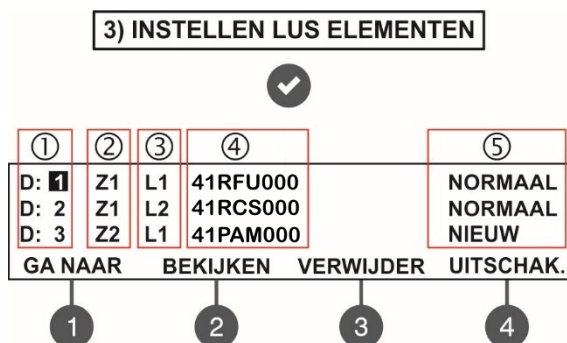 3) INSTELLEN LUS ELEMENTEN
① ② ③ ④ ⑤
D: 1 Z1 L1 41RFU000 NORMAAL
D: 2 Z1 L2 41RCS000 NORMAAL
D: 3 Z2 L1 41PAM000 NIEUW
GA NAAR BEKIJKEN VERWIJDER UITSCHAK.
1 2 3 4